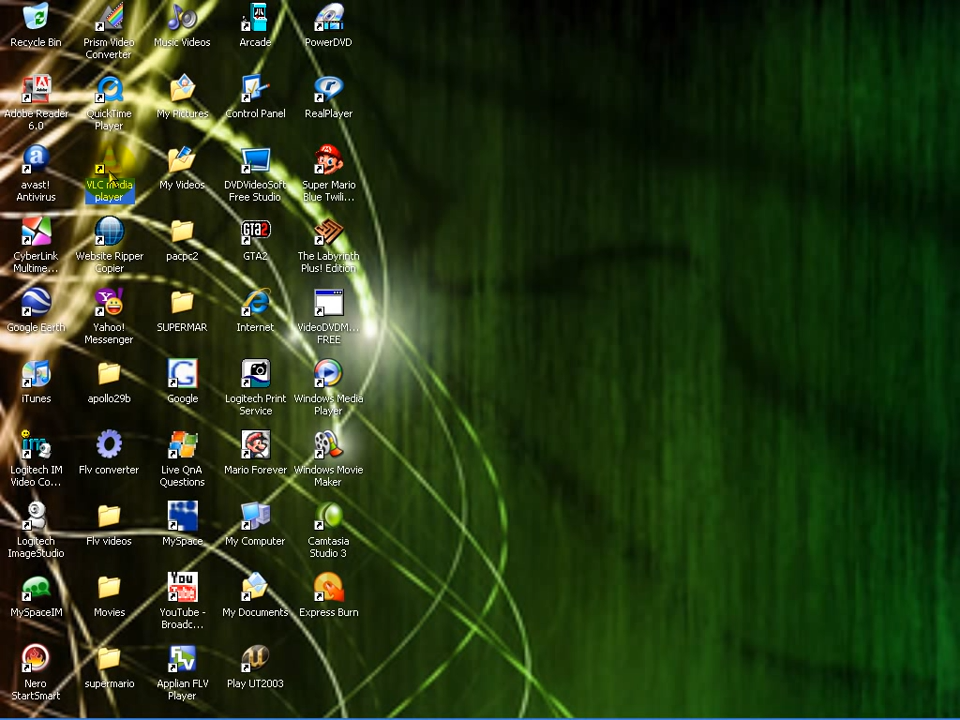 Recycle Bin
Prism Video
Converter
Music Videos
Arcade
PowerDVD
Adobe Reader
6.0
QuickTime
Player
My Pictures
Control Panel
RealPlayer
avast!
Antivirus
VLC media
player
My Videos
DVDVideoSoft
Free Studio
Super Mario
Blue Twili...
CyberLink
Multime...
Website Ripper
Copier
pacpc2
GTA2
GTA2
The Labyrinth
Plus! Edition
Google Earth
Yahoo!
Messenger
SUPERMAR
Internet
VideoDVDM...
FREE
iTunes
apollo29b
Google
Logitech Print
Service
Windows Media
Player
Logitech IM
Video Co...
Flv converter
Live QnA
Questions
Mario Forever
Windows Movie
Maker
Logitech
ImageStudio
Flv videos
MySpace
My Computer
Camtasia
Studio 3
MySpaceIM
Movies
You
Tube
YouTube -
Broadc...
My Documents
Express Burn
Nero
StartSmart
supermario
FLV
Applian FLV
Player
Play UT2003